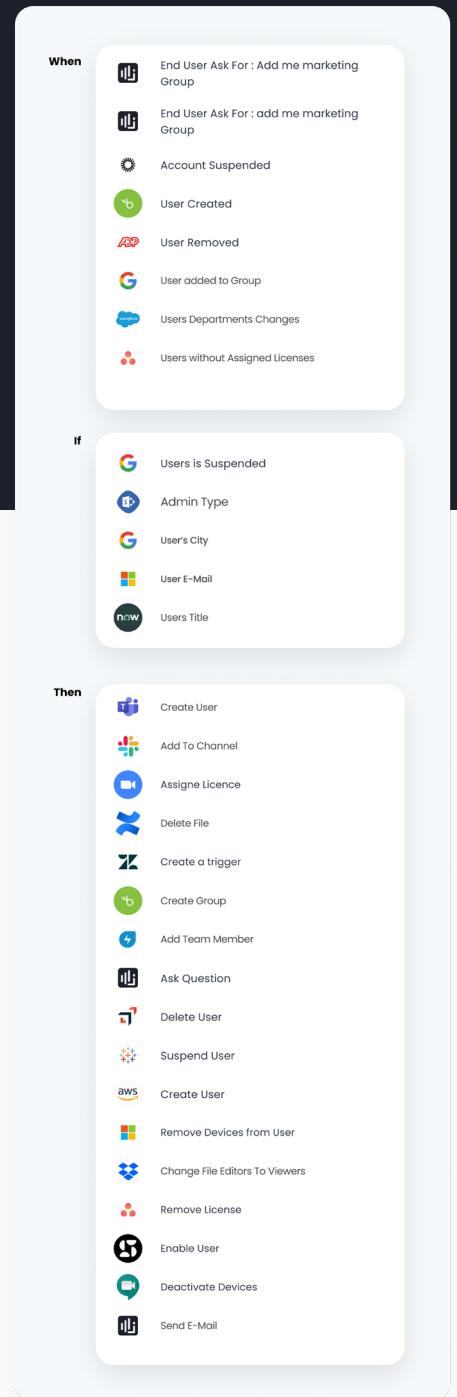 When
End User Ask For : Add me marketing
Group
End User Ask For : add me marketing
Group
Account Suspended
User Created
ADP
User Removed
User added to Group
salesforce
Users Departments Changes
Users without Assigned Licenses
If
Users is Suspended
Admin Type
User's City
User E-Mail
now
Users Title
Then
Create User
Add To Channel
Assigne Licence
Delete File
Create a trigger
Create Group
Add Team Member
Ask Question
Delete User
Suspend User
aws
Create User
Remove Devices from User
Change File Editors To Viewers
Remove License
Enable User
Deactivate Devices
Send E-Mail